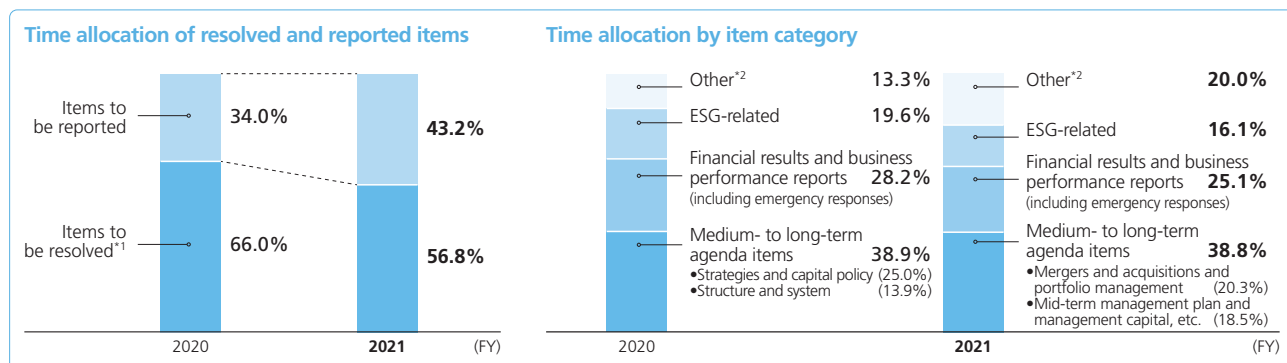 Time allocation of resolved and reported items
Items to
be reported
34.0%
43.2%
Items to
be resolved*1
66.0%
56.8%
2020
2021
(FY)
Time allocation by item category
Other*2
13.3%
ESG-related
19.6%
Financial results and business
performance reports 28.2%
(including emergency responses)
Medium- to long-term
agenda items 38.9%
•Strategies and capital policy (25.0%)
•Structure and system (13.9%)
Other*2
20.0%
ESG-related
16.1%
Financial results and business
performance reports 25.1%
(including emergency responses)
Medium- to long-term
agenda items 38.8%
•Mergers and acquisitions and
portfolio management (20.3%)
•Mid-term management plan and
management capital, etc. (18.5%)
2020
2021
(FY)